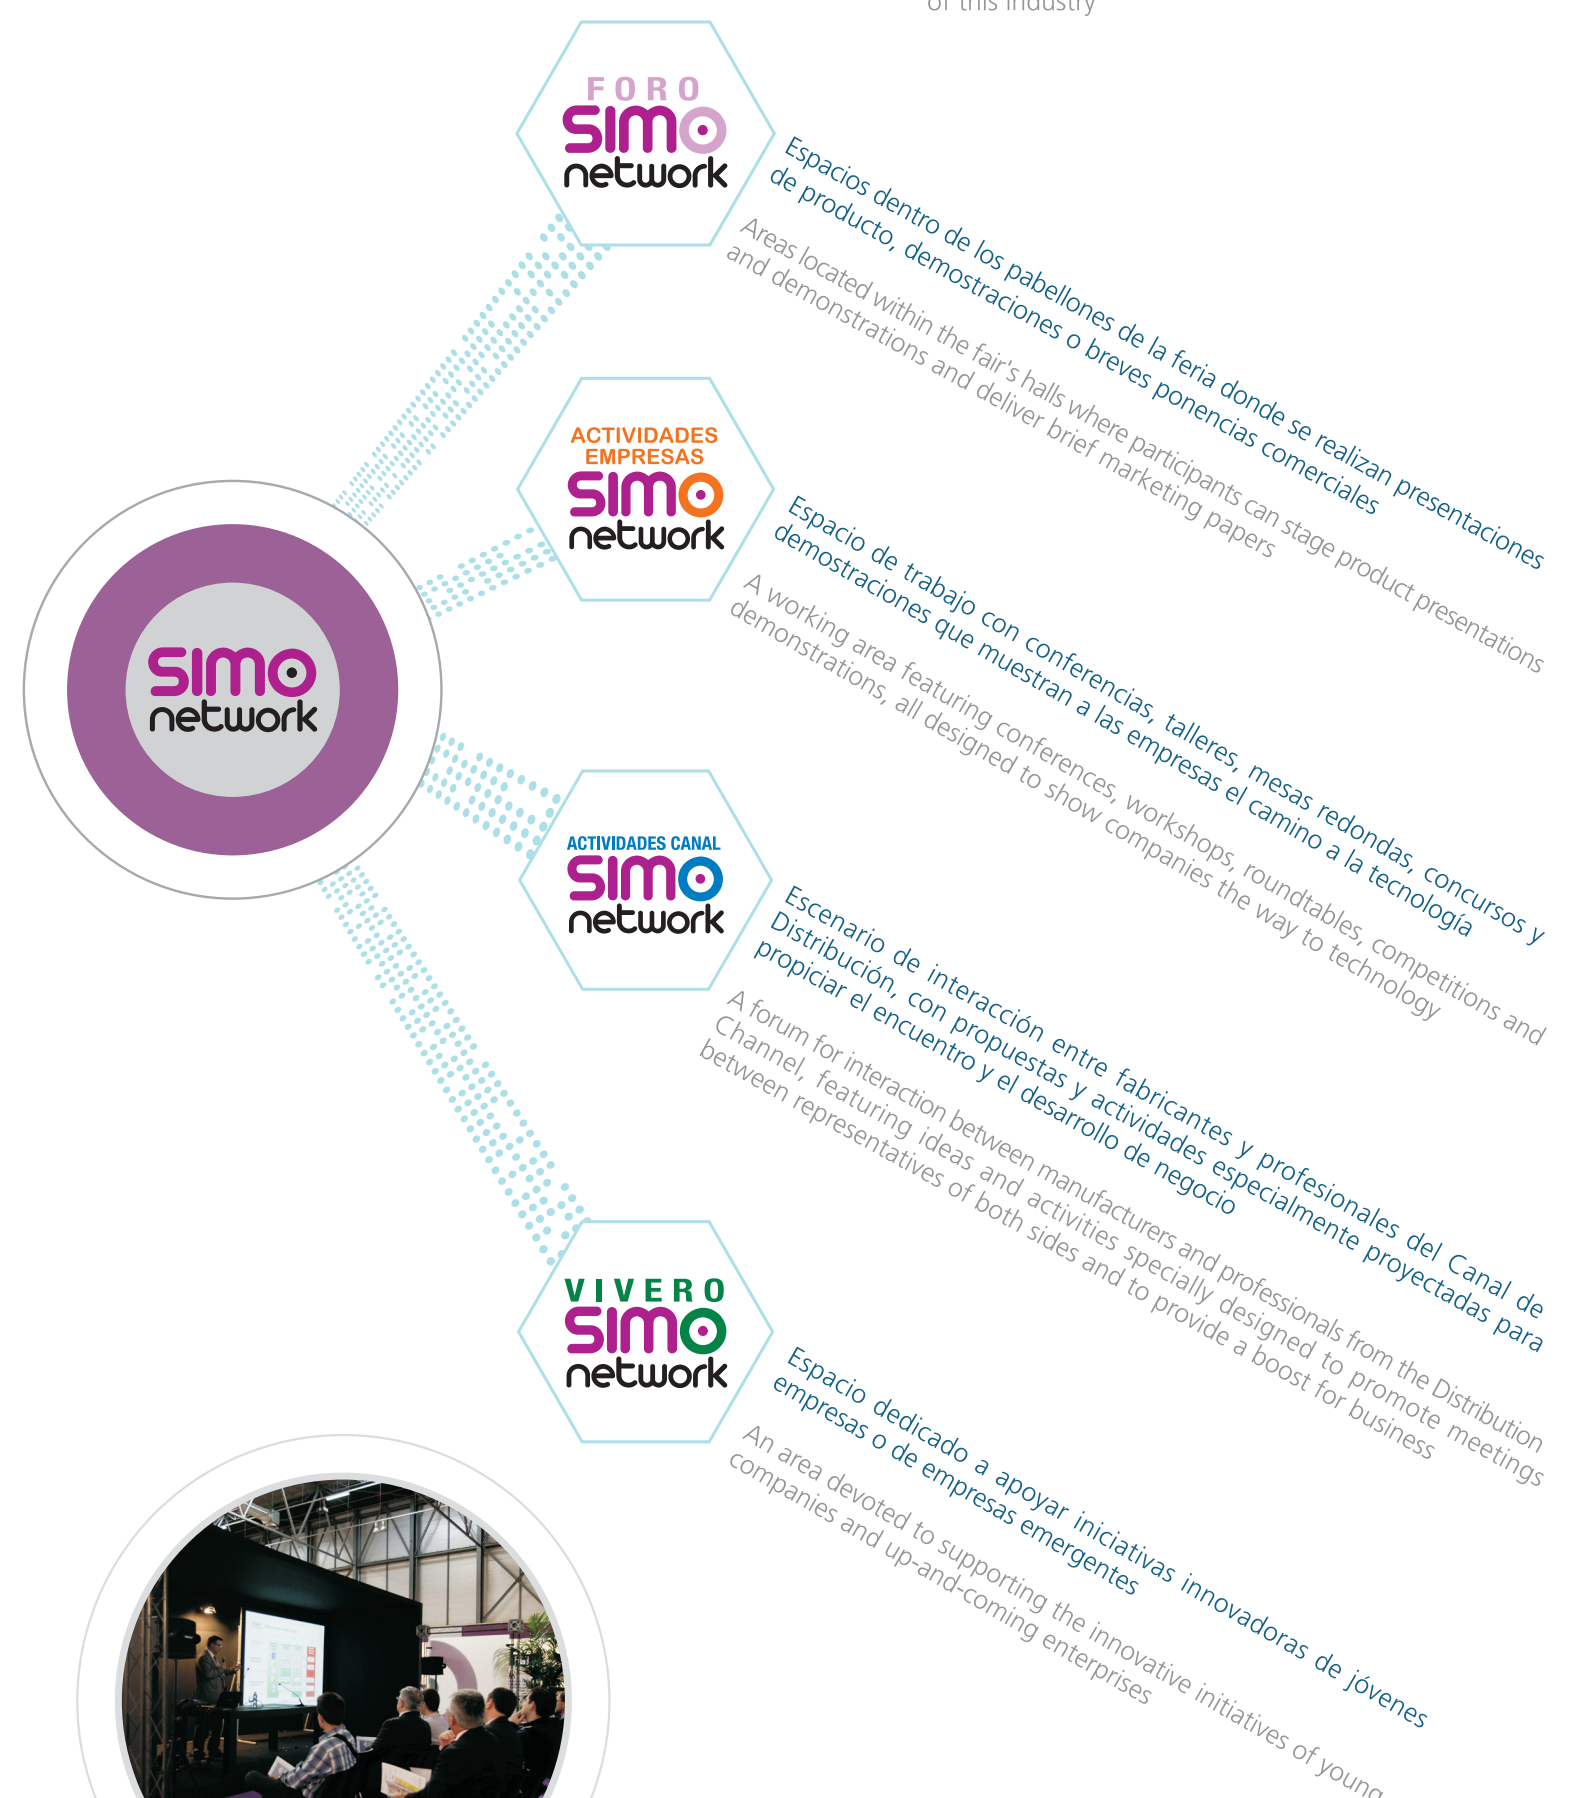 of this industry
FORO
SIMO
network
Espacios dentro de los pabellones de la feria donde se realizan presentaciones
de producto, demostraciones o breves ponencias comerciales
Areas located within the fair's halls where participants can stage product presentations
and demonstrations and deliver brief marketing papers
ACTIVIDADES
EMPRESAS
SIMO
network
Espacio de trabajo con conferencias, talleres, mesas redondas, concursos y
demostraciones que muestran a las empresas el camino a la tecnología
A working area featuring conferences, workshops, roundtables, competitions and
demonstrations, all designed to show companies the way to technology
SIMO
network
ACTIVIDADES CANAL
SIMO
network
Escenario de interacción entre fabricantes y profesionales del Canal de
Distribución, con propuestas y actividades especialmente proyectadas para
propiciar el encuentro y el desarrollo de negocio
A forum for interaction between manufacturers and professionals from the Distribution
Channel, featuring ideas and activities specially designed to promote meetings
between representatives of both sides and to provide a boost for business
VIVERO
SIMO
network
Espacio dedicado a apoyar iniciativas innovadoras de jóvenes
empresas o de empresas emergentes
An area devoted to supporting the innovative initiatives of young
companies and up-and-coming enterprises